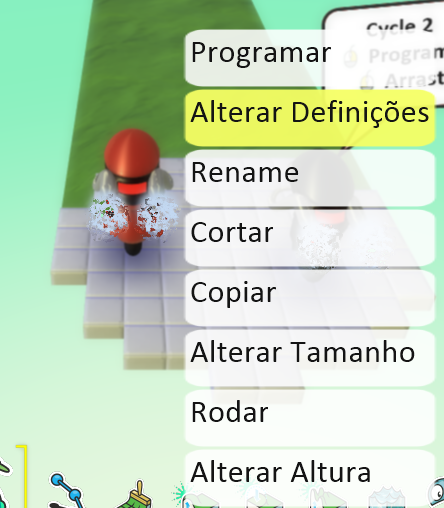 Cycle 2
Programar
Program
Alterar Definições
Arrast
Rename
Cortar
Copiar
Alterar Tamanho
Rodar
Alterar Altura